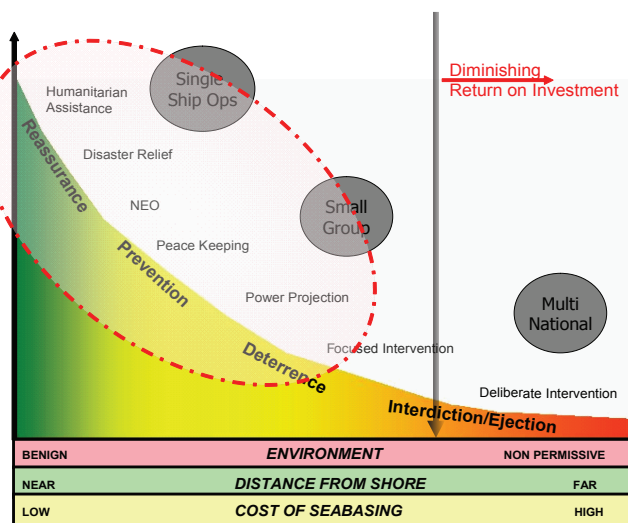 Single
Ship Ops
Diminishing
Return on Investment
Humanitarian
Assistance
Reassurance
Disaster Relief
NEO
Small
Group
Peace Keeping
Prevention
Power Projection
Multi
National
Focused Intervention
Deterrence
Deliberate Intervention
Interdiction/Ejection
BENIGN ENVIRONMENT NON PERMISSIVE
NEAR DISTANCE FROM SHORE FAR
LOW COST OF SEABASING HIGH